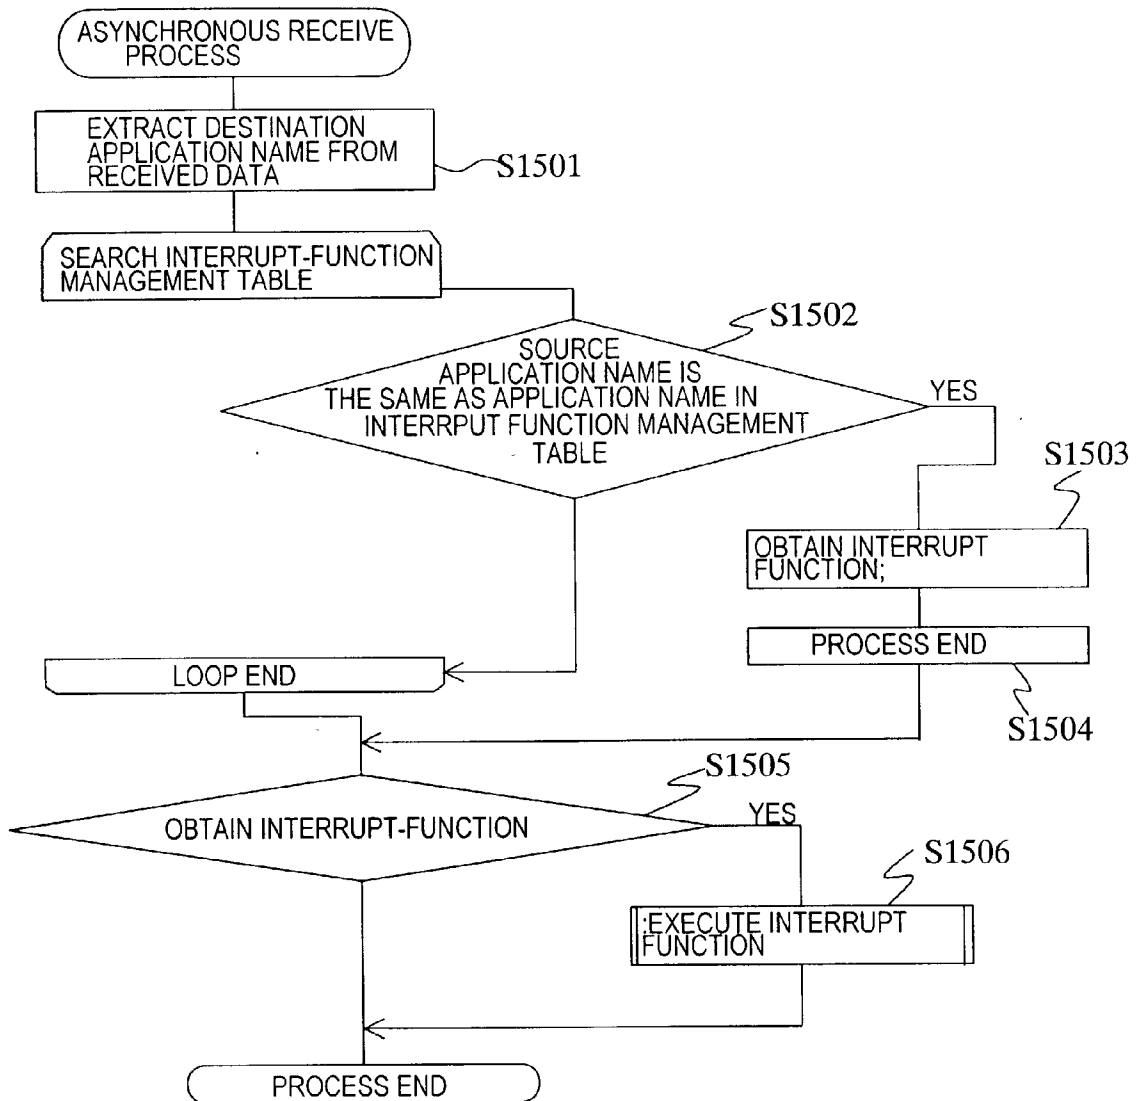 ASYNCHRONOUS RECEIVE
PROCESS
EXTRACT DESTINATION
APPLICATION NAME FROM
RECEIVED DATA
S1501
SEARCH INTERRUPT-FUNCTION
MANAGEMENT TABLE
S1502
SOURCE
APPLICATION NAME IS
THE SAME AS APPLICATION NAME IN
INTERRPUT FUNCTION MANAGEMENT
TABLE
YES
S1503
OBTAIN INTERRUPT
FUNCTION;
PROCESS END
S1504
LOOP END
S1505
OBTAIN INTERRUPT-FUNCTION
YES
S1506
;EXECUTE INTERRUPT
FUNCTION
PROCESS END